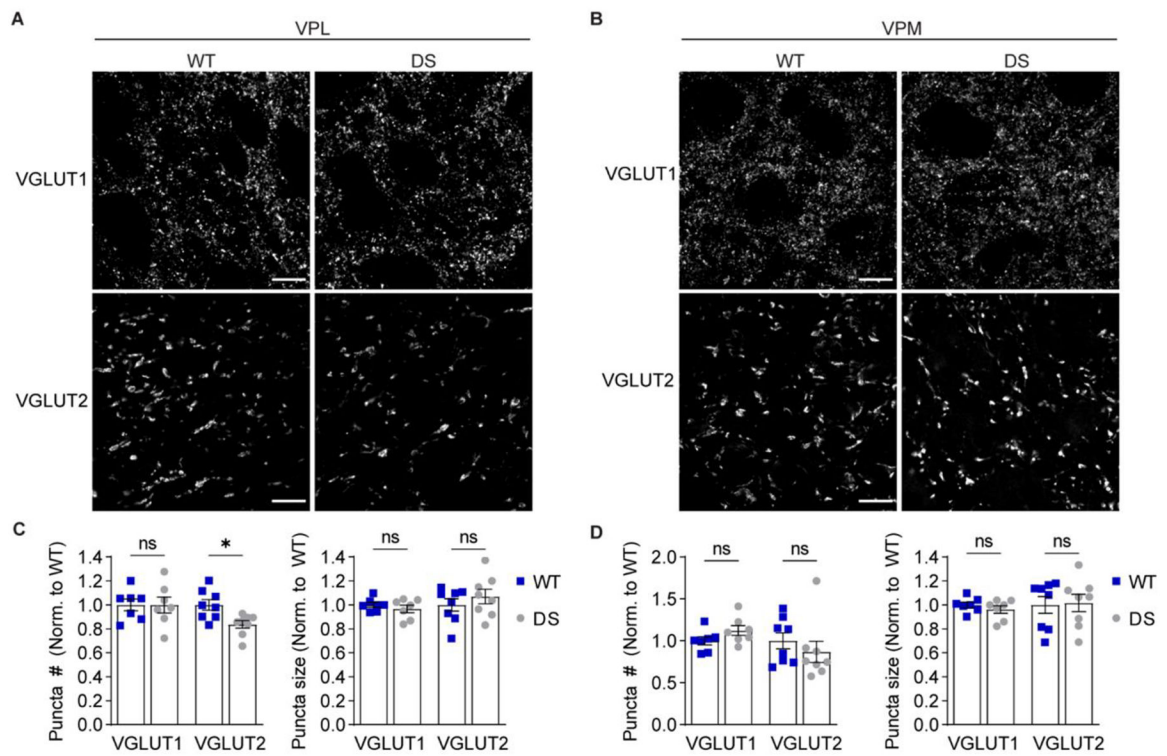 A
VPL
WT DS
VGLUT1
VGLUT2
B
VPM
WT DS
VGLUT1
VGLUT2
C
Puncta # (Norm. to WT)
1.4
1.2
1.0
0.8
0.6
0.4
0.2
0.0
ns *
VGLUT1 VGLUT2
Puncta size (Norm. to WT)
1.4
1.2
1.0
0.8
0.6
0.4
0.2
0.0
ns ns
VGLUT1 VGLUT2
WT
DS
D
Puncta # (Norm. to WT)
2.0
1.5
1.0
0.5
0.0
ns ns
VGLUT1 VGLUT2
Puncta size (Norm. to WT)
1.4
1.2
1.0
0.8
0.6
0.4
0.2
0.0
ns ns
VGLUT1 VGLUT2
WT
DS